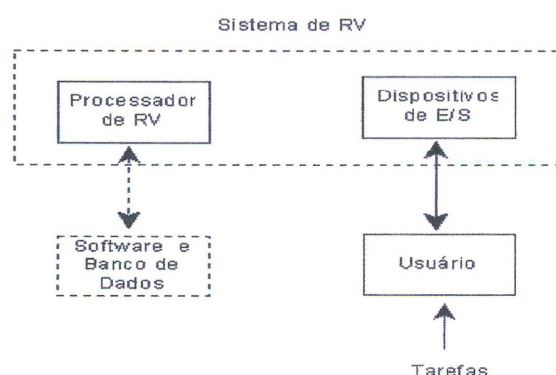 Sistema de RV
Processador
de RV
Dispositivos
de E/S
Software e
Banco de
Dados
Usuário
Tarefas